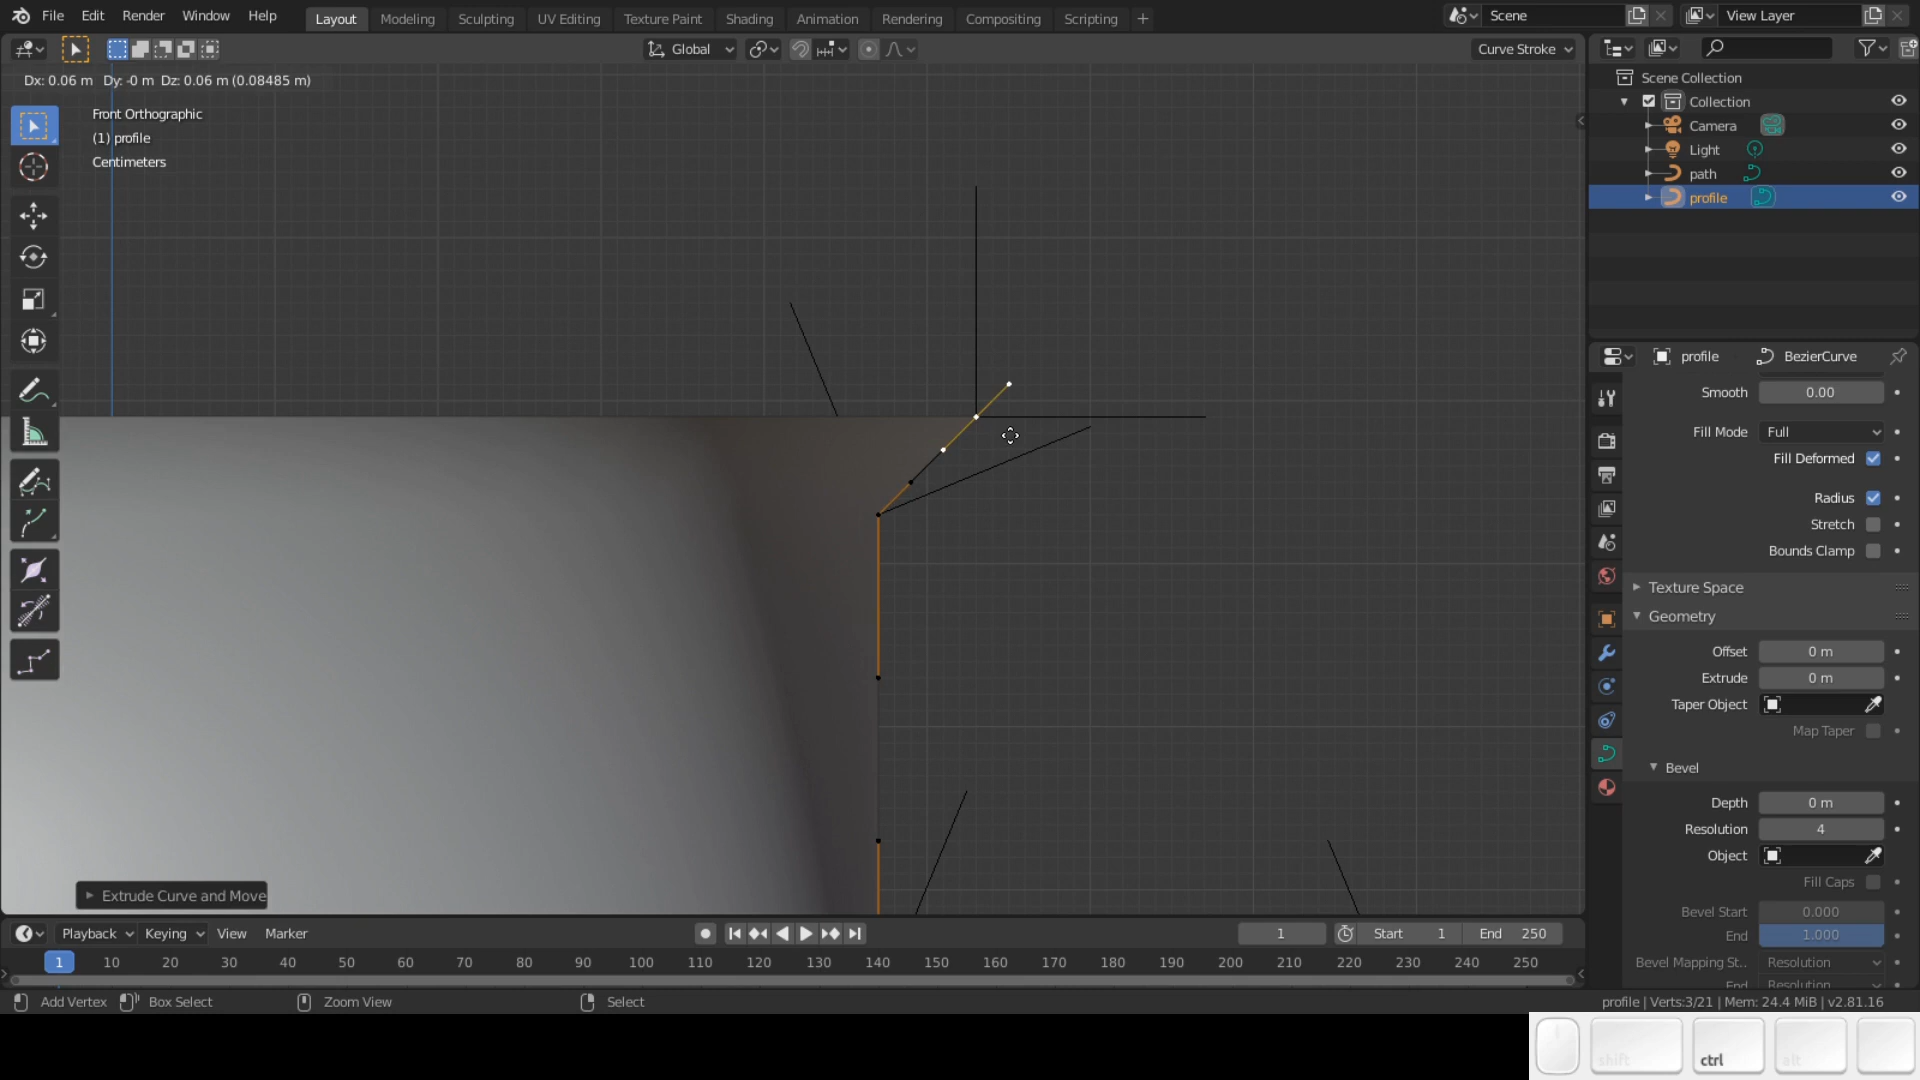 File Edit Render Window Help Layout Modeling Sculpting UV Editing Texture Paint Shading Animation Rendering Compositing Scripting + Scene View Layer
Global Curve Stroke
Dx: 0.06 m Dy: -0 m Dz: 0.06 m (0.08485 m)
Front Orthographic
(1) profile
Centimeters
Scene Collection
Collection
Camera
Light
path
profile
profile BezierCurve
Smooth 0.00
Fill Mode Full
Fill Deformed
Radius
Stretch
Bounds Clamp
Texture Space
Geometry
Offset 0 m
Extrude 0 m
Taper Object
Map Taper
Bevel
Depth 0 m
Resolution 4
Object
Fill Caps
Bevel Start 0.000
End 1.000
Bevel Mapping St.. Resolution
End Resolution
Extrude Curve and Move
Playback Keying View Marker 1 Start 1 End 250
1 10 20 30 40 50 60 70 80 90 100 110 120 130 140 150 160 170 180 190 200 210 220 230 240 250
Add Vertex Box Select Zoom View Select profile | Verts:3/21 | Mem: 24.4 MiB | v2.81.16
shift ctrl alt